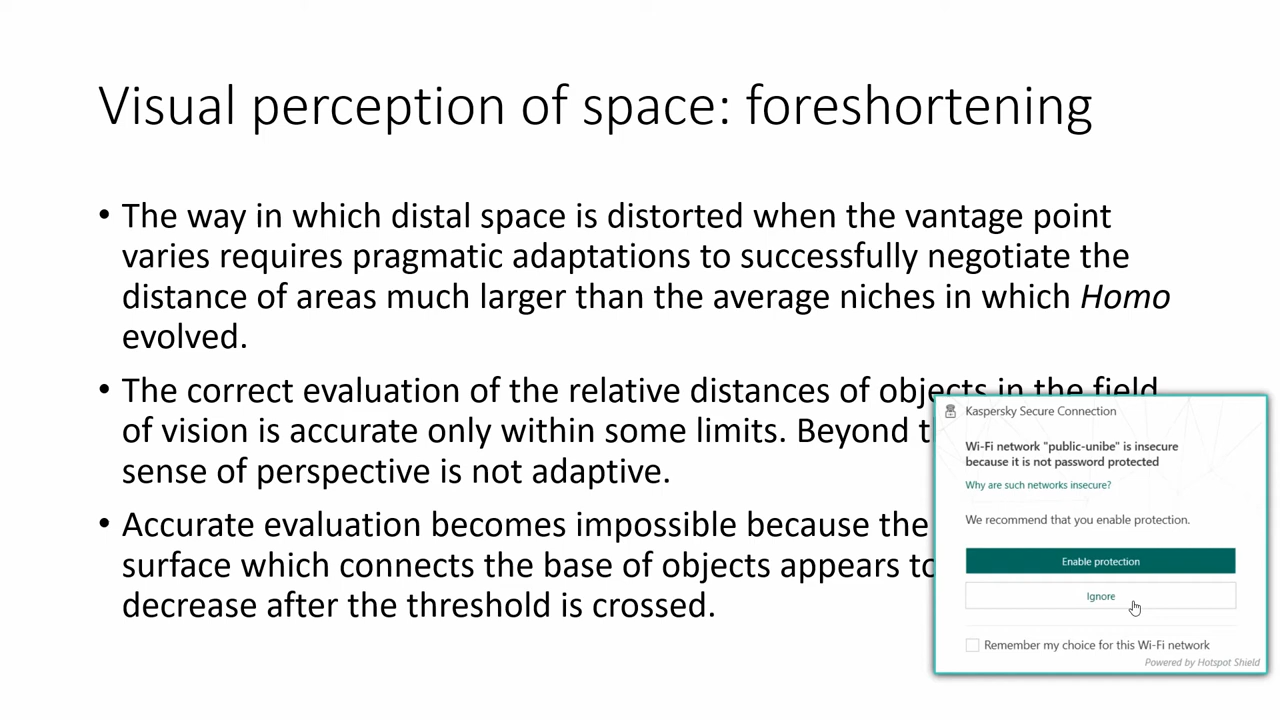 Visual perception of space: foreshortening
• The way in which distal space is distorted when the vantage point
varies requires pragmatic adaptations to successfully negotiate the
distance of areas much larger than the average niches in which Homo
evolved.
• The correct evaluation of the relative distances of objects in the field
of vision is accurate only within some limits. Beyond
sense of perspective is not adaptive.
• Accurate evaluation becomes impossible because the
surface which connects the base of objects appears to
decrease after the threshold is crossed.
Kaspersky Secure Connection
Wi-Fi network "public-unibe" is insecure
because it is not password protected
Why are such networks insecure?
We recommend that you enable protection.
Enable protection
Ignore
Remember my choice for this Wi-Fi network
Powered by Hotspot Shield